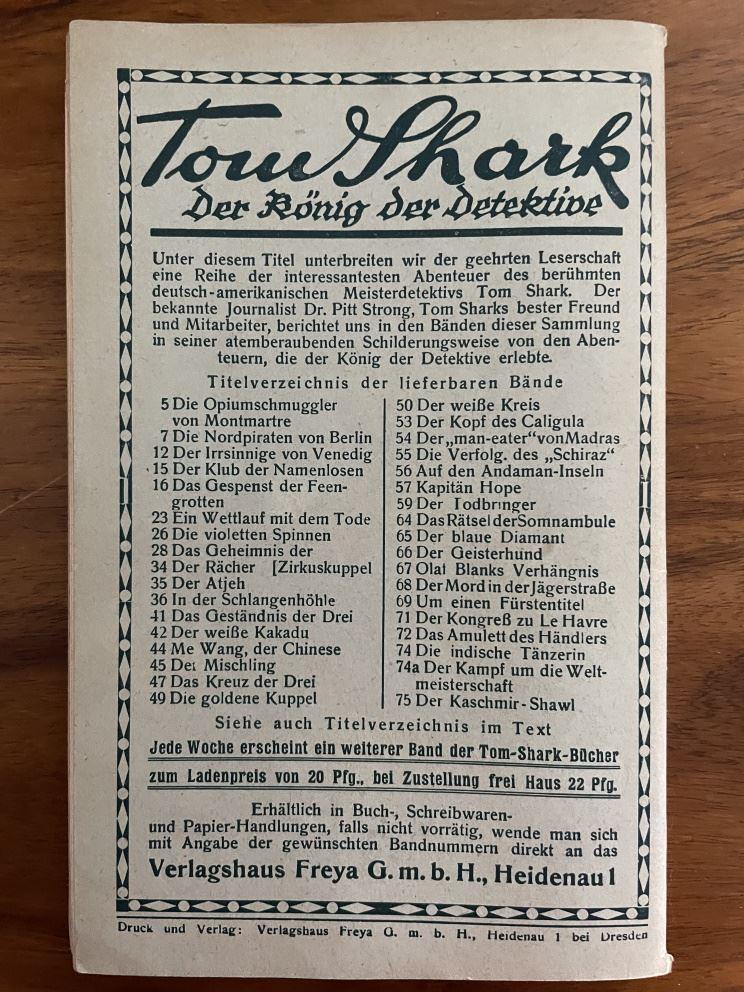 Tom Shark
Der König der Detektive
Unter diesem Titel unterbreiten wir der geehrten Leserschaft
eine Reihe der interessantesten Abenteuer des berühmten
deutsch-amerikanischen Meisterdetektivs Tom Shark. Der
bekannte Journalist Dr. Pitt Strong, Tom Sharks bester Freund
und Mitarbeiter, berichtet uns in den Bänden dieser Sammlung
in seiner atemberaubenden Schilderungsweise von den Aben-
teuern, die der König der Detektive erlebte.
Titelverzeichnis der lieferbaren Bände
5 Die Opiumschmuggler
von Montmartre
7 Die Nordpiraten von Berlin
12 Der Irrsinnige von Venedig
15 Der Klub der Namenlosen
16 Das Gespenst der Feen-
grotten
23 Ein Wettlauf mit dem Tode
26 Die violetten Spinnen
28 Das Geheimnis der
34 Der Rächer [Zirkuskuppel
35 Der Atjeh
36 In der Schlangenhöhle
41 Das Geständnis der Drei
42 Der weiße Kakadu
44 Me Wang, der Chinese
45 Der Mischling
47 Das Kreuz der Drei
49 Die goldene Kuppel
50 Der weiße Kreis
53 Der Kopf des Caligula
54 Der „man-eater“ von Madras
55 Die Verfolg. des „Schiraz“
56 Auf den Andaman-Inseln
57 Kapitän Hope
59 Der Todbringer
64 Das Rätsel der Somnambule
65 Der blaue Diamant
66 Der Geisterhund
67 Olaf Blanks Verhängnis
68 Der Mord in der Jägerstraße
69 Um einen Fürstentitel
71 Der Kongreß zu Le Havre
72 Das Amulett des Händlers
74 Die indische Tänzerin
74a Der Kampf um die Welt-
meisterschaft
75 Der Kaschmir-Shawl
Siehe auch Titelverzeichnis im Text
Jede Woche erscheint ein weiterer Band der Tom-Shark-Bücher
zum Ladenpreis von 20 Pfg., bei Zustellung frei Haus 22 Pfg.
Erhältlich in Buch-, Schreibwaren-
und Papier-Handlungen, falls nicht vorrätig, wende man sich
mit Angabe der gewünschten Bandnummern direkt an das
Verlagshaus Freya G. m. b. H., Heidenau 1
Druck und Verlag: Verlagshaus Freya G. m. b. H., Heidenau 1 bei Dresden